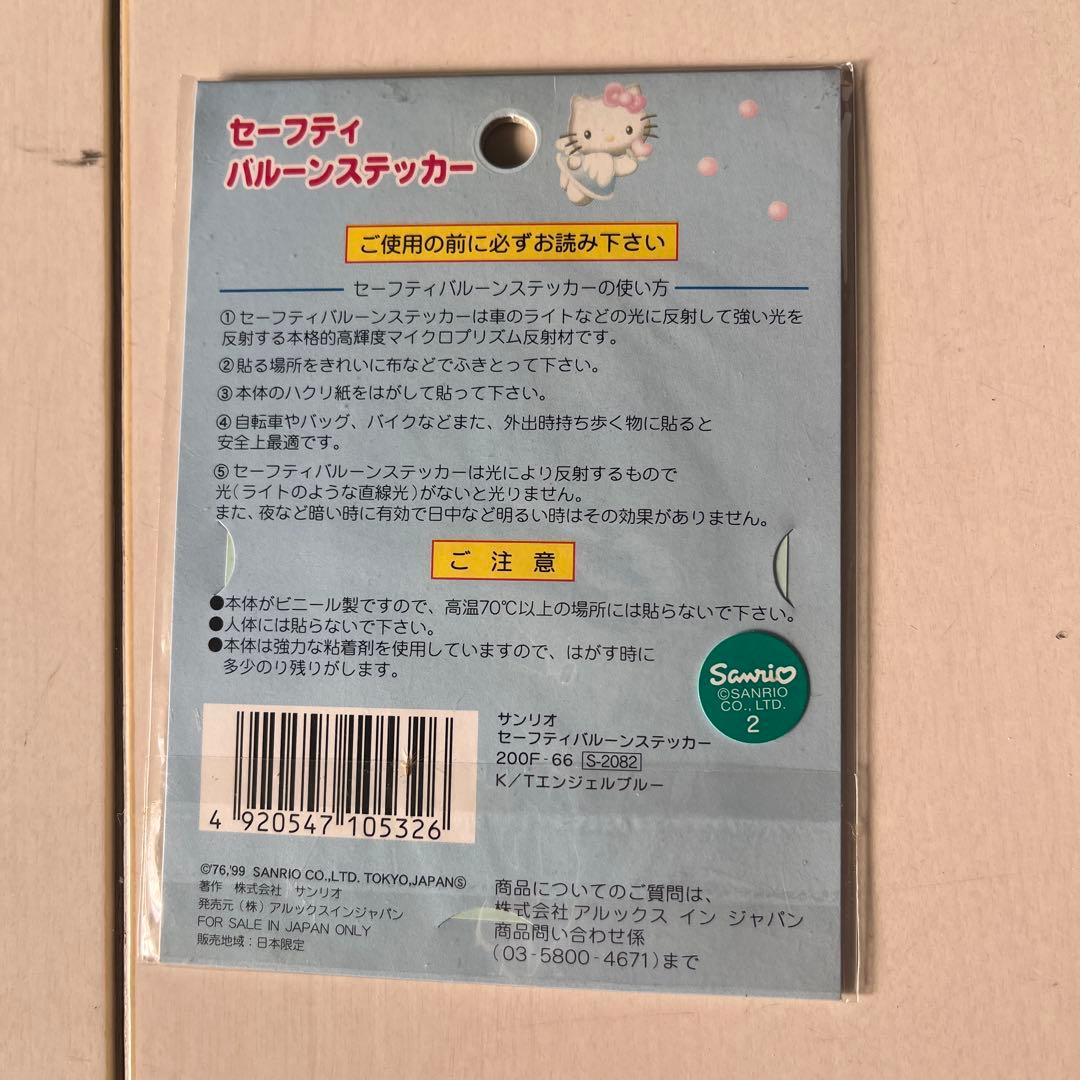 セーフティ
バルーンステッカー
ご使用の前に必ずお読み下さい
セーフティバルーンステッカーの使い方
①セーフティバルーンステッカーは車のライトなどの光に反射して強い光を
反射する本格的高輝度マイクロプリズム反射材です。
②貼る場所をきれいに布などでふきとって下さい。
③本体のハクリ紙をはがして貼って下さい。
④自転車やバッグ、バイクなどまた、外出時持ち歩く物に貼ると
安全上最適です。
⑤セーフティバルーンステッカーは光により反射するもので
光(ライトのような直線光)がないと光りません。
また、夜など暗い時に有効で日中など明るい時はその効果がありません。
ご注意
●本体がビニール製ですので、高温70℃以上の場所には貼らないで下さい。
●人体には貼らないで下さい。
●本体は強力な粘着剤を使用していますので、はがす時に
多少のり残りがします。
Sanrio
©SANRIO
CO., LTD.
2
サンリオ
セーフティバルーンステッカー
200F-66 S-2082
K/Tエンジェルブルー
4 920547 105326
©'76,'99 SANRIO CO.,LTD. TOKYO,JAPANⓈ
著作 株式会社 サンリオ
発売元(株)アルックスインジャパン
FOR SALE IN JAPAN ONLY
販売地域:日本限定
商品についてのご質問は、
株式会社アルックス イン ジャパン
商品問い合わせ係
(03-5800-4671)まで